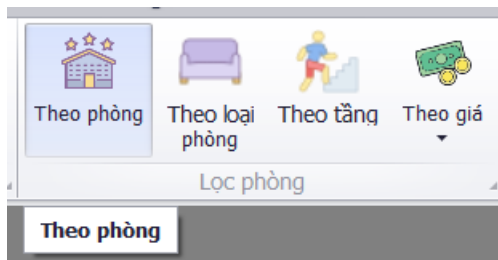 Theo phòng
Theo loại
phòng
Theo tầng
Theo giá
Lọc phòng
Theo phòng